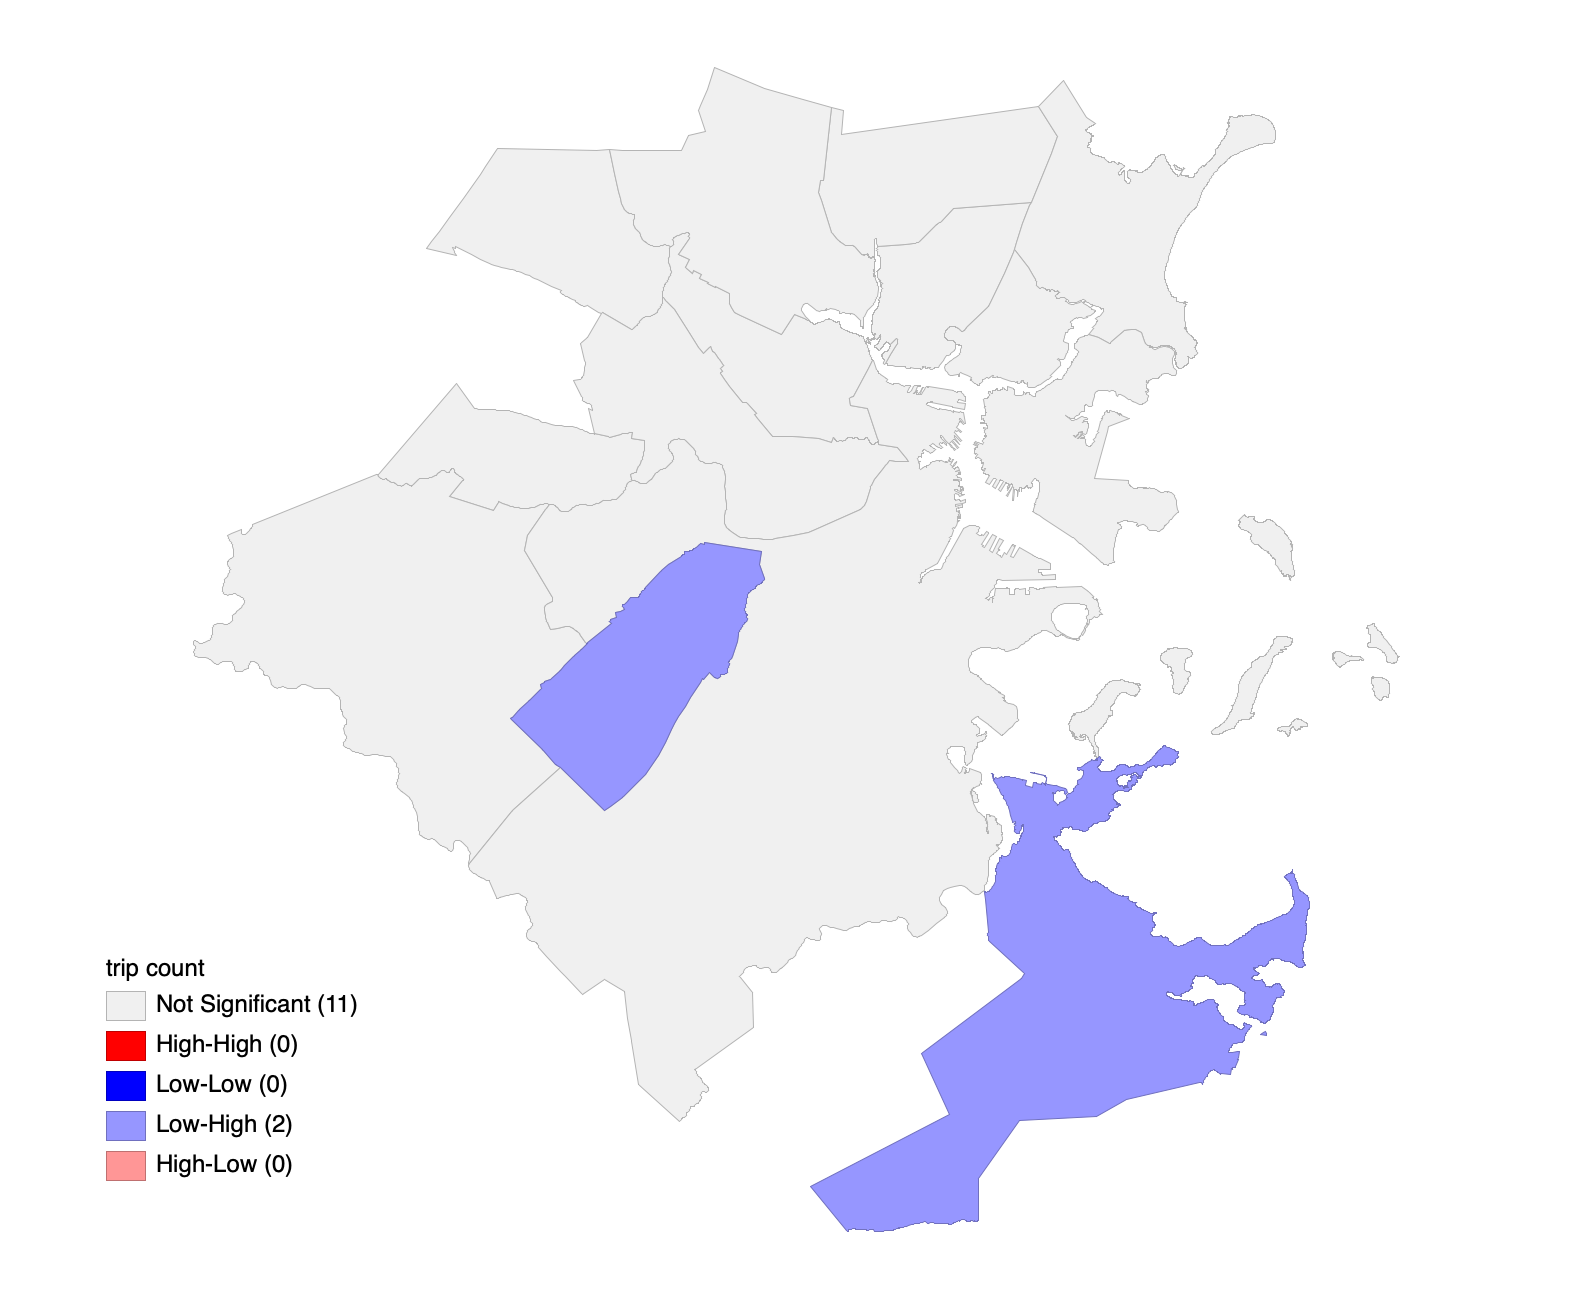 trip count
Not Significant (11)
High-High (0)
Low-Low (0)
Low-High (2)
High-Low (0)